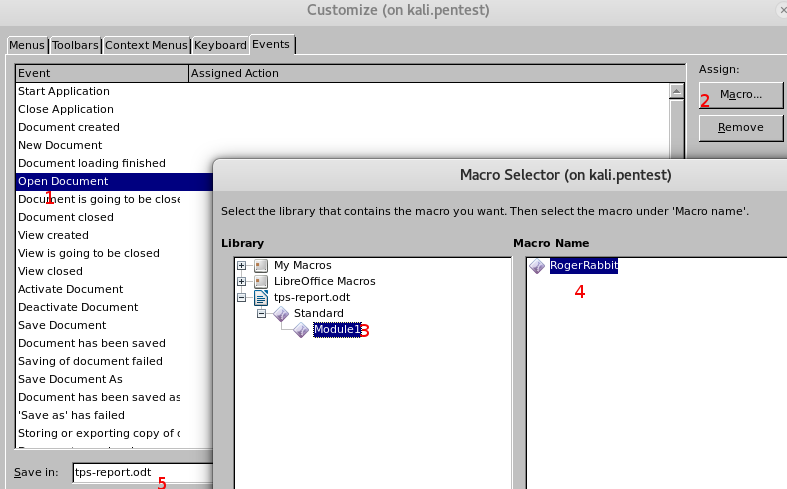 Customize (on kali.pentest)
Menus Toolbars Context Menus Keyboard Events
Event Assigned Action
Assign:
Start Application
2 Macro...
Close Application
Document created
Remove
New Document
Document loading finished
Open Document
1
Document is going to be close
Document closed
View created
View is going to be closed
View closed
Activate Document
Deactivate Document
Save Document
Document has been saved
Saving of document failed
Save Document As
Document has been saved as
'Save as' has failed
Storing or exporting copy of
Save in: tps-report.odt
5
Macro Selector (on kali.pentest)
Select the library that contains the macro you want. Then select the macro under 'Macro name'.
Library
My Macros
LibreOffice Macros
tps-report.odt
Standard
Module1 3
Macro Name
RogerRabbit
4